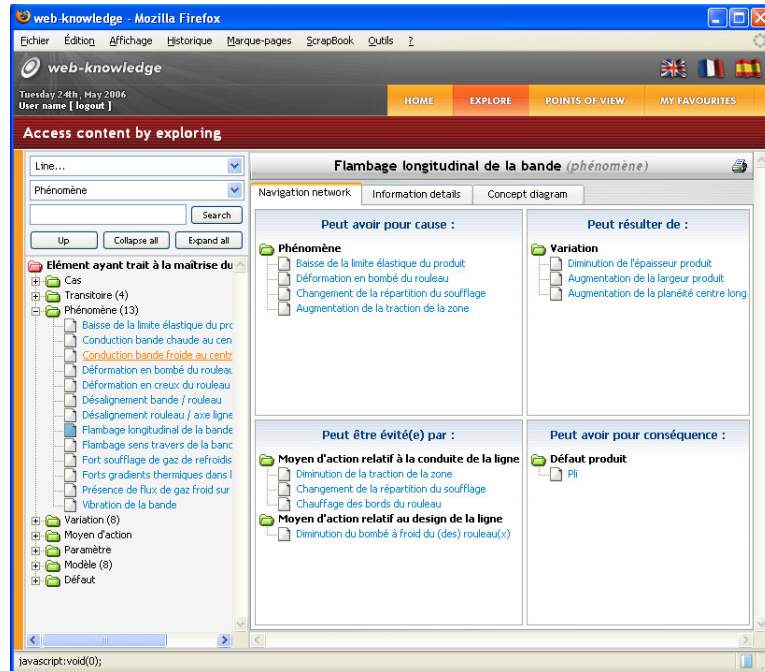 web-knowledge - Mozilla Firefox
Fichier Édition Affichage Historique Marque-pages ScrapBook Outils ?
web-knowledge
Tuesday 24th, May 2006
User name [ logout ]
HOME EXPLORE POINTS OF VIEW MY FAVOURITES
Access content by exploring
Line...
Phénomène
Search
Up Collapse all Expand all
Elément ayant trait à la maîtrise du
Cas
Transitoire (4)
Phénomène (13)
Baisse de la limite élastique du pro
Conduction bande chaude au cen
Conduction bande froide au centr
Déformation en bombé du rouleau
Déformation en creux du rouleau
Désalignement bande / rouleau
Désalignement rouleau / axe ligne
Flambage longitudinal de la bande
Flambage sens travers de la banc
Fort soufflage de gaz de refroidis
Forts gradients thermiques dans l
Présence de flux de gaz froid sur
Vibration de la bande
Variation (8)
Moyen d'action
Paramètre
Modèle (8)
Défaut
Flambage longitudinal de la bande (phénomène)
Navigation network Information details Concept diagram
Peut avoir pour cause :
Phénomène
Baisse de la limite élastique du produit
Déformation en bombé du rouleau
Changement de la répartition du soufflage
Augmentation de la traction de la zone
Peut résulter de :
Variation
Diminution de l'épaisseur produit
Augmentation de la largeur produit
Augmentation de la planéité centre long
Peut être évité(e) par :
Moyen d'action relatif à la conduite de la ligne
Diminution de la traction de la zone
Changement de la répartition du soufflage
Chauffage des bords du rouleau
Moyen d'action relatif au design de la ligne
Diminution du bombé à froid du (des) rouleau(x)
Peut avoir pour conséquence :
Défaut produit
Pli
javascript:void(0);